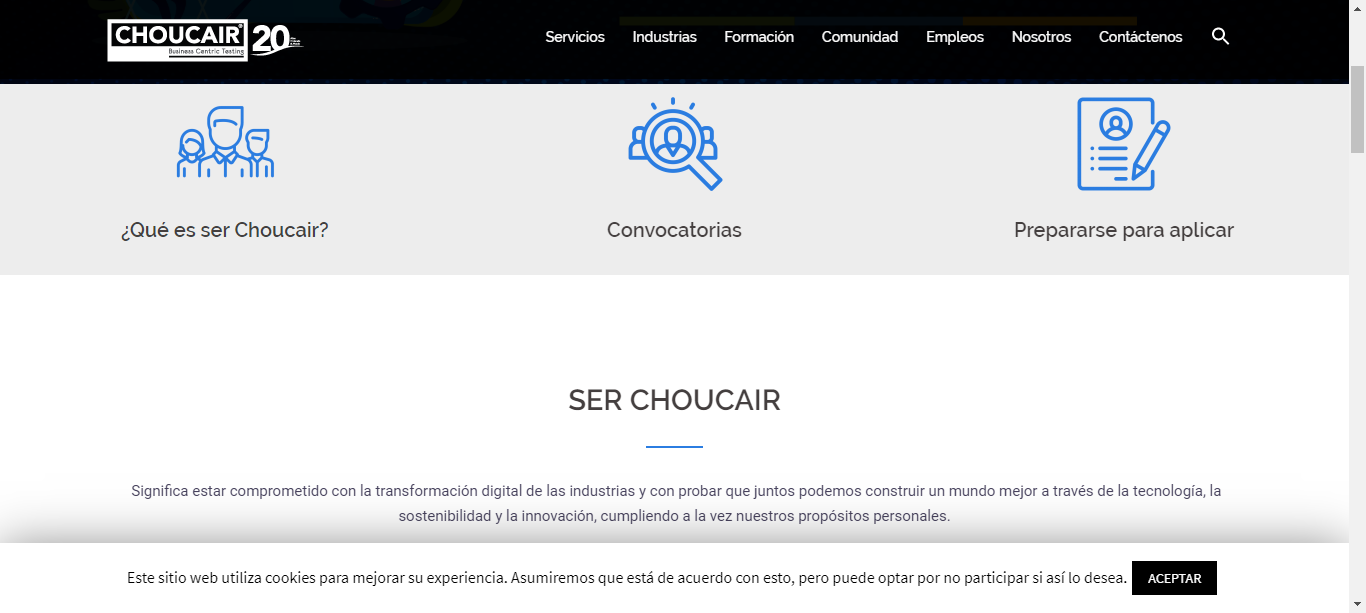 CHOUCAIR®
Business Centric Testing
20
Servicios
Industrias
Formación
Comunidad
Empleos
Nosotros
Contáctenos
¿Qué es ser Choucair?
Convocatorias
Prepararse para aplicar
SER CHOUCAIR
Significa estar comprometido con la transformación digital de las industrias y con probar que juntos podemos construir un mundo mejor a través de la tecnología, la
sostenibilidad y la innovación, cumpliendo a la vez nuestros propósitos personales.
Este sitio web utiliza cookies para mejorar su experiencia. Asumiremos que está de acuerdo con esto, pero puede optar por no participar si así lo desea.
ACEPTAR